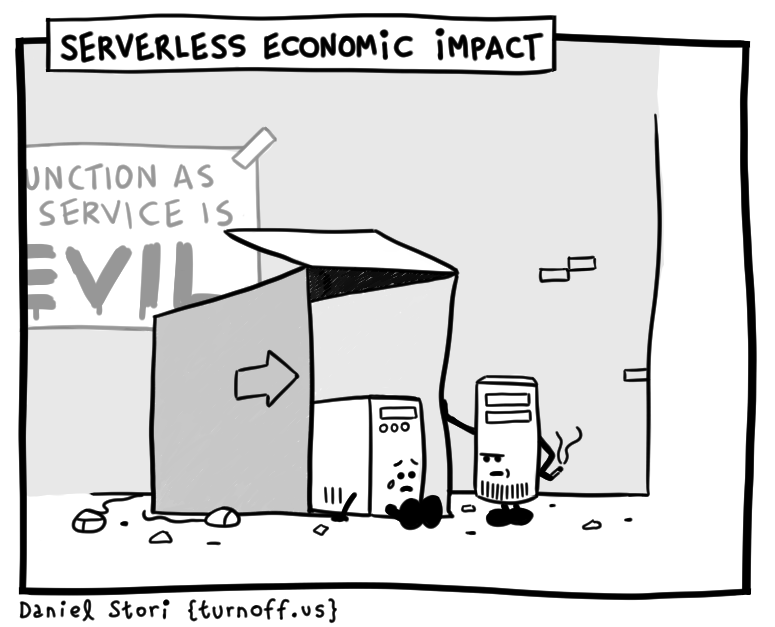 SERVERLESS ECONOMIC iMPACT
UNCTION AS
SERVICE IS
EVIL
Daniel Stori {turnoff.us}